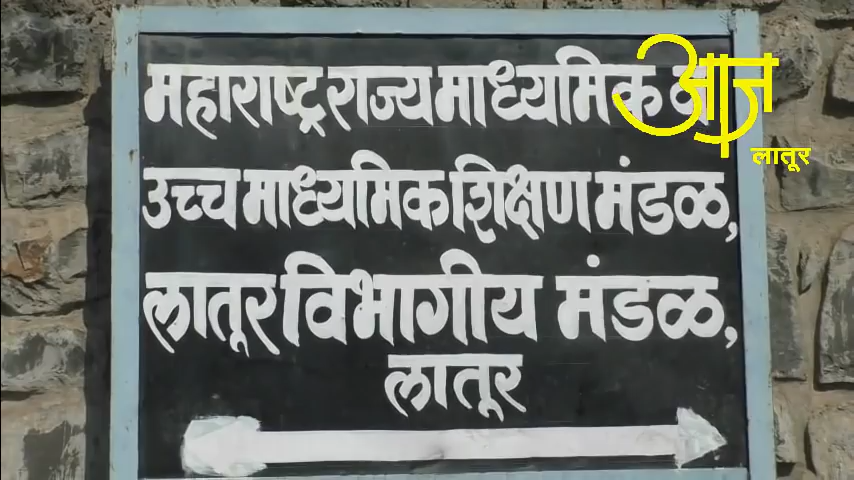 महाराष्ट्र राज्य माध्यमिक व
उच्च माध्यमिक शिक्षण मंडळ,
लातूर विभागीय मंडळ,
लातूर
आज
लातूर